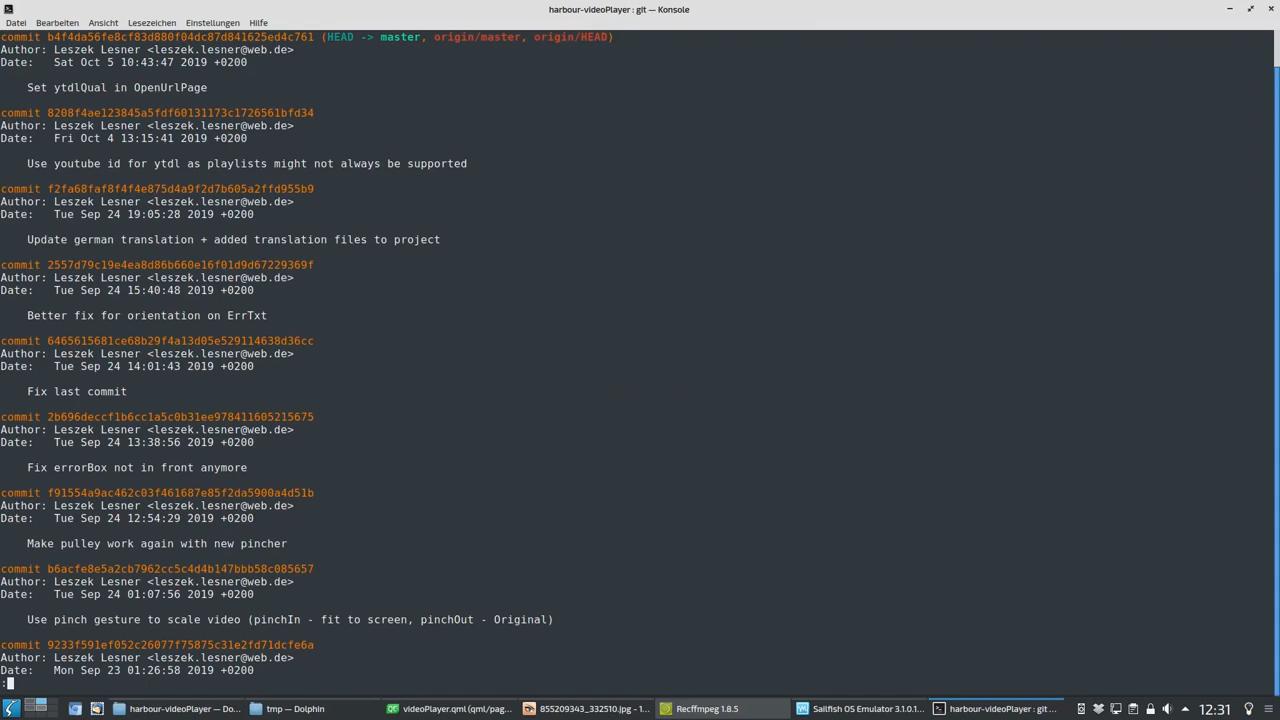 harbour-videoPlayer: git — Konsole
Datei Bearbeiten Ansicht Lesezeichen Einstellungen Hilfe
commit b4f4da56fe8cf83d880f04dc87d841625ed4c761 (HEAD -> master, origin/master, origin/HEAD)
Author: Leszek Lesner <leszek.lesner@web.de>
Date:   Sat Oct 5 10:43:47 2019 +0200
Set ytdlQual in OpenUrlPage
commit 8208f4ae123845a5fdf60131173c1726561bfd34
Author: Leszek Lesner <leszek.lesner@web.de>
Date:   Fri Oct 4 13:15:41 2019 +0200
Use youtube id for ytdl as playlists might not always be supported
commit f2fa68faf8f4f4e875d4a9f2d7b605a2ffd955b9
Author: Leszek Lesner <leszek.lesner@web.de>
Date:   Tue Sep 24 19:05:28 2019 +0200
Update german translation + added translation files to project
commit 2557d79c19e4ea8d86b660e16f01d9d67229369f
Author: Leszek Lesner <leszek.lesner@web.de>
Date:   Tue Sep 24 15:40:48 2019 +0200
Better fix for orientation on ErrTxt
commit 6465615681ce68b29f4a13d05e529114638d36cc
Author: Leszek Lesner <leszek.lesner@web.de>
Date:   Tue Sep 24 14:01:43 2019 +0200
Fix last commit
commit 2b696deccf1b6cc1a5c0b31ee978411605215675
Author: Leszek Lesner <leszek.lesner@web.de>
Date:   Tue Sep 24 13:38:56 2019 +0200
Fix errorBox not in front anymore
commit f91554a9ac462c03f461687e85f2da5900a4d51b
Author: Leszek Lesner <leszek.lesner@web.de>
Date:   Tue Sep 24 12:54:29 2019 +0200
Make pulley work again with new pincher
commit b6acfe8e5a2cb7962cc5c4d4b147bbb58c085657
Author: Leszek Lesner <leszek.lesner@web.de>
Date:   Tue Sep 24 01:07:56 2019 +0200
Use pinch gesture to scale video (pinchIn - fit to screen, pinchOut - Original)
commit 9233f591ef052c26077f75875c31e2fd71dcfe6a
Author: Leszek Lesner <leszek.lesner@web.de>
Date:   Mon Sep 23 01:26:58 2019 +0200
:
harbour-videoPlayer — Do... tmp — Dolphin videoPlayer.qml (qml/pag... 855209343_332510.jpg - 1... Recffmpeg 1.8.5 Sailfish OS Emulator 3.1.0.1... harbour-videoPlayer : git ... 12:31